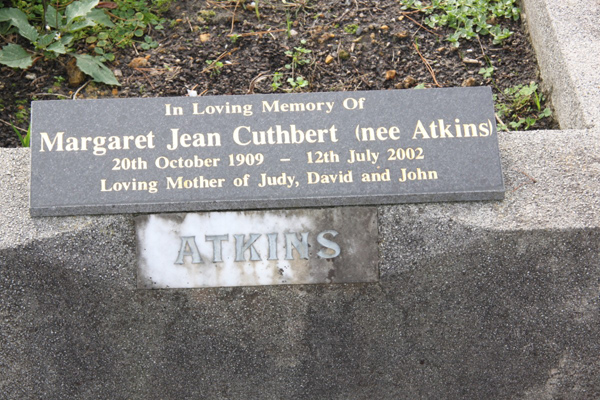 In Loving Memory Of
Margaret Jean Cuthbert (nee Atkins)
20th October 1909 – 12th July 2002
Loving Mother of Judy, David and John
ATKINS